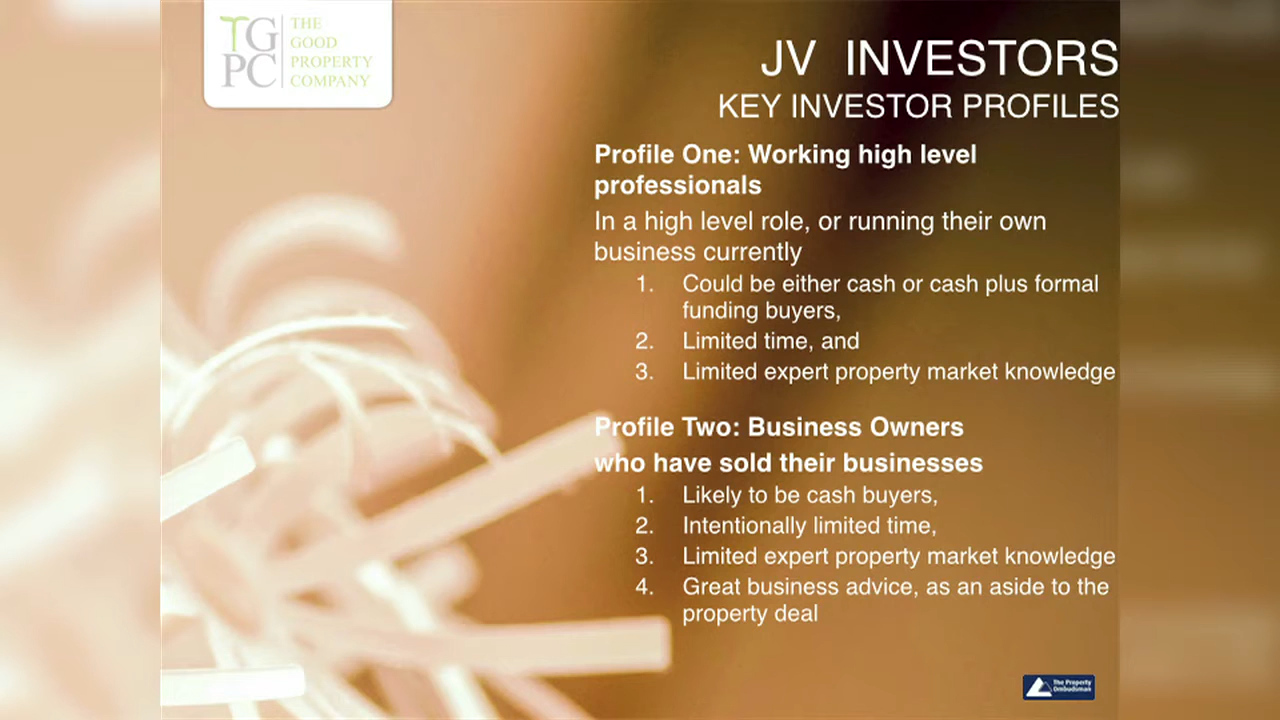 TG
PC
THE
GOOD
PROPERTY
COMPANY
JV INVESTORS
KEY INVESTOR PROFILES
Profile One: Working high level
professionals
In a high level role, or running their own
business currently
1. Could be either cash or cash plus formal
funding buyers,
2. Limited time, and
3. Limited expert property market knowledge
Profile Two: Business Owners
who have sold their businesses
1. Likely to be cash buyers,
2. Intentionally limited time,
3. Limited expert property market knowledge
4. Great business advice, as an aside to the
property deal
The Property
Ombudsman